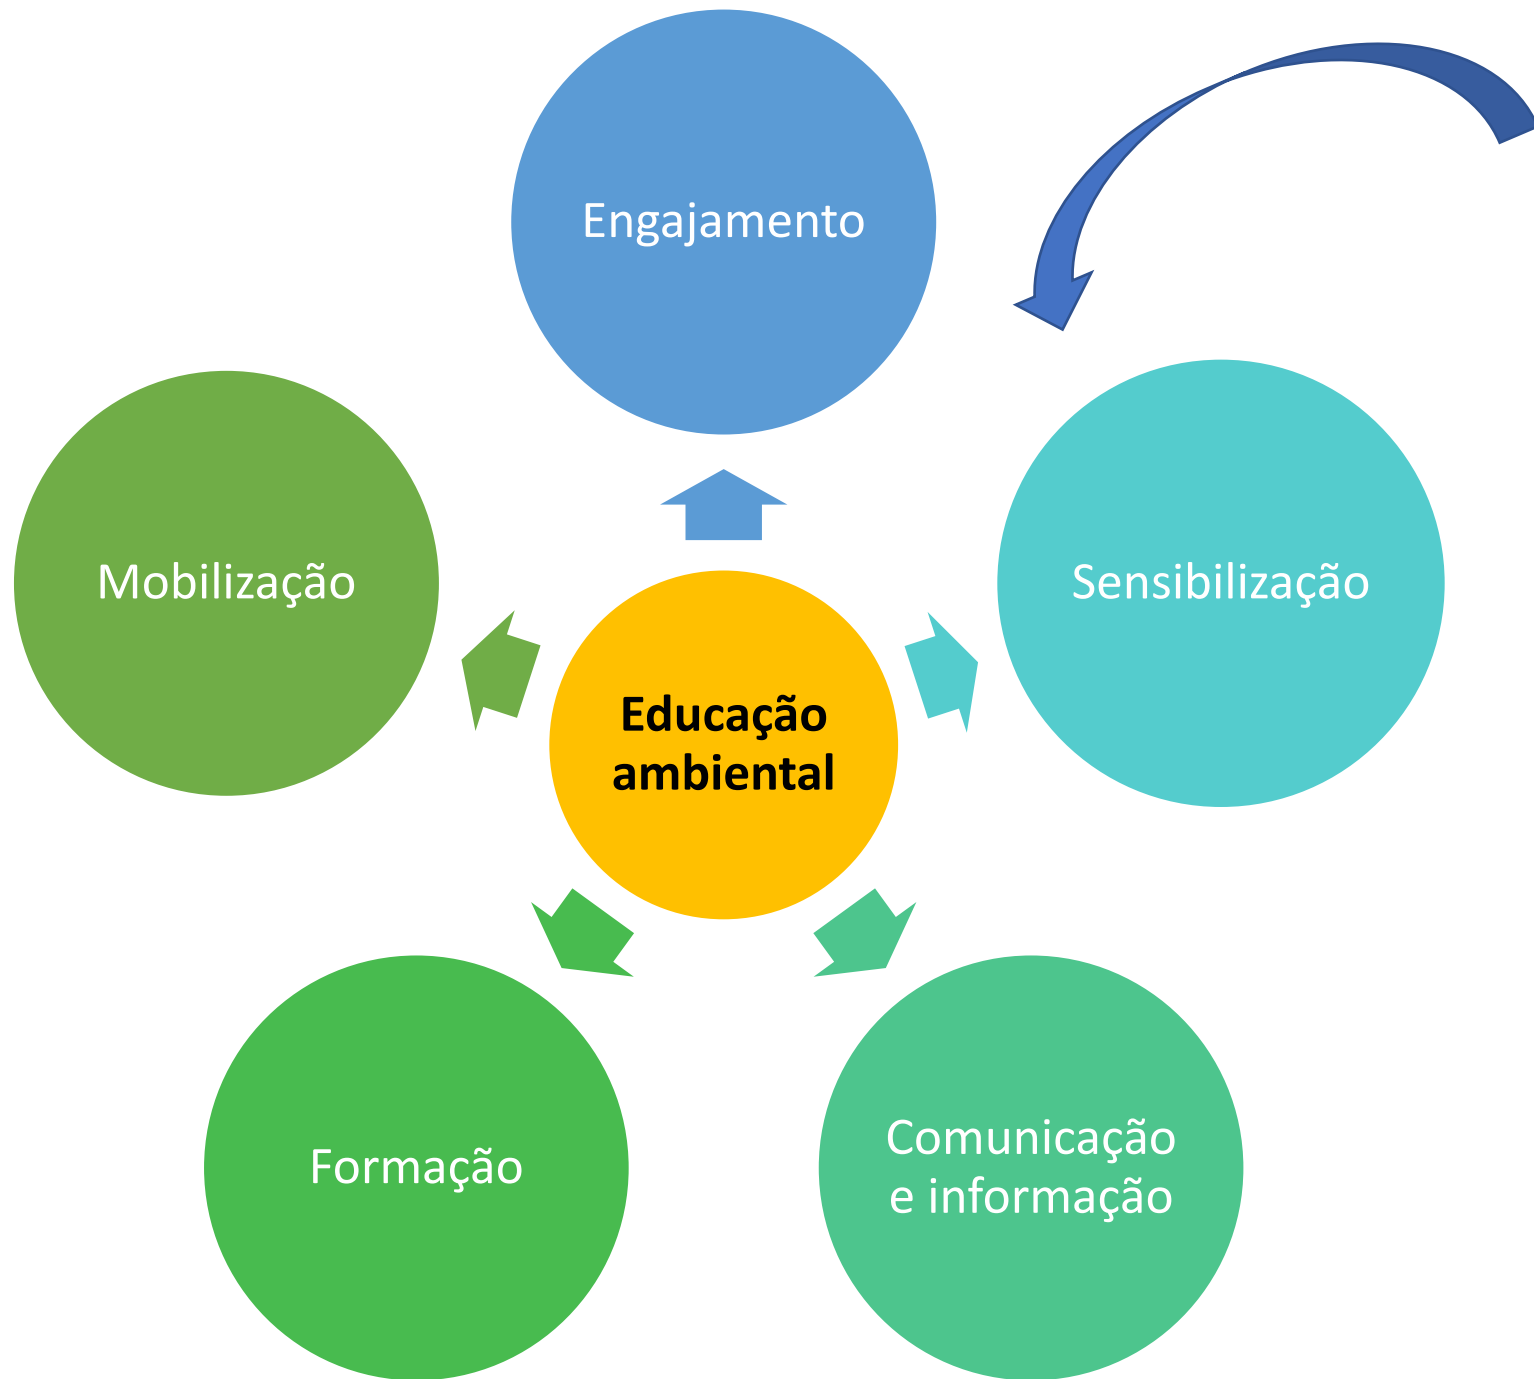 Engajamento
Mobilização
Sensibilização
Educação
ambiental
Formação
Comunicação
e informação